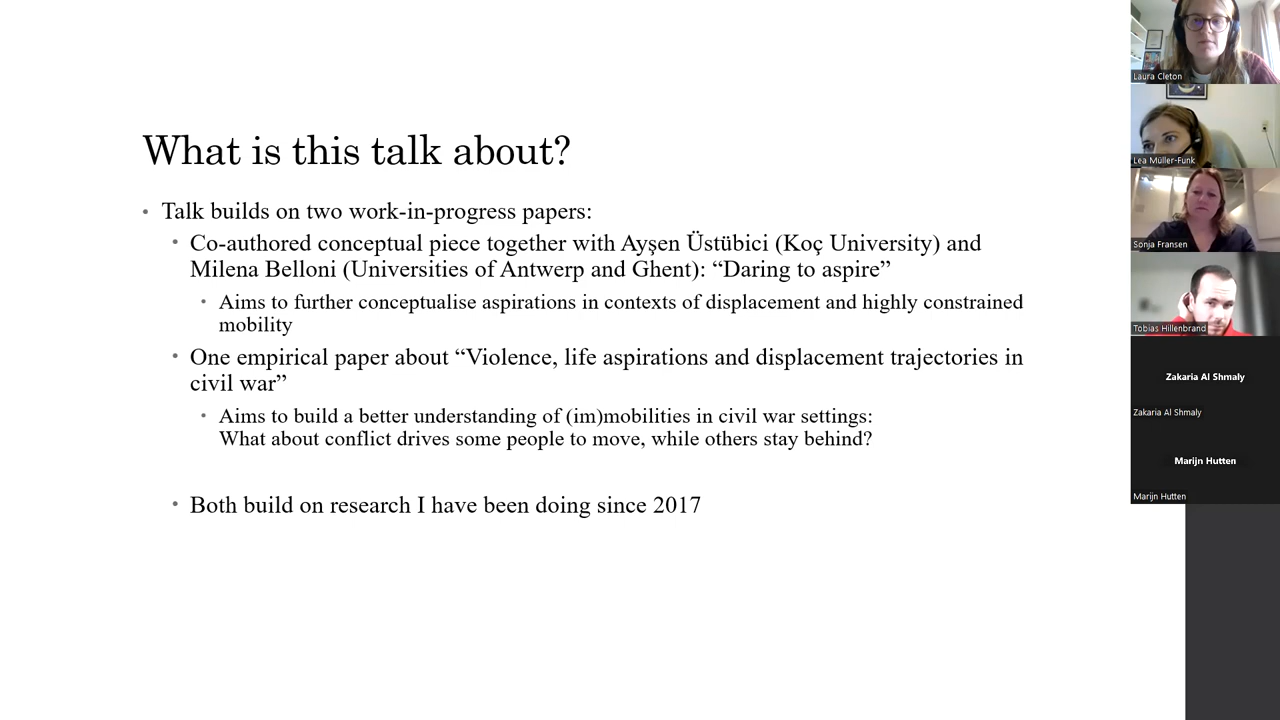 What is this talk about?
• Talk builds on two work-in-progress papers:
• Co-authored conceptual piece together with Ayşen Üstübici (Koç University) and
Milena Belloni (Universities of Antwerp and Ghent): “Daring to aspire”
• Aims to further conceptualise aspirations in contexts of displacement and highly constrained
mobility
• One empirical paper about “Violence, life aspirations and displacement trajectories in
civil war”
• Aims to build a better understanding of (im)mobilities in civil war settings:
What about conflict drives some people to move, while others stay behind?
• Both build on research I have been doing since 2017
Laura Cleton
Lea Müller-Funk
Sonja Fransen
Tobias Hillenbrand
Zakaria Al Shmaly
Zakaria Al Shmaly
Marijn Hutten
Marijn Hutten